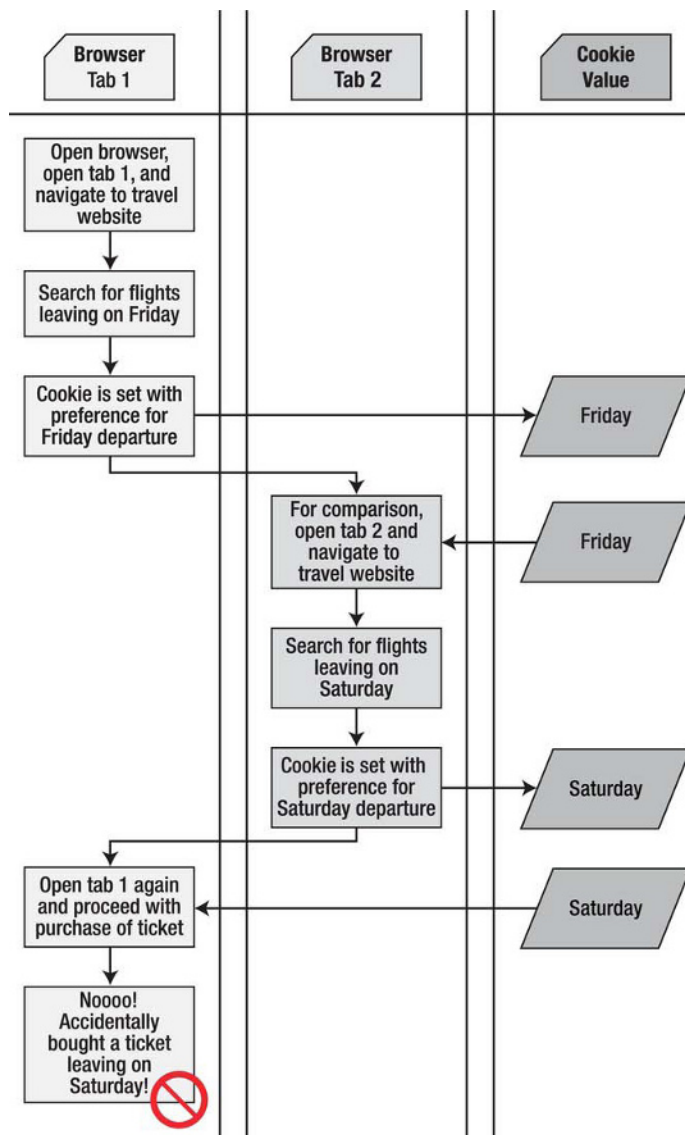 Browser
Tab 1
Browser
Tab 2
Cookie
Value
Open browser,
open tab 1, and
navigate to travel
website
Search for flights
leaving on Friday
Cookie is set with
preference for
Friday departure
Friday
For comparison,
open tab 2 and
navigate to
travel website
Friday
Search for flights
leaving on
Saturday
Cookie is set with
preference for
Saturday departure
Saturday
Open tab 1 again
and proceed with
purchase of ticket
Saturday
Noooo!
Accidentally
bought a ticket
leaving on
Saturday!